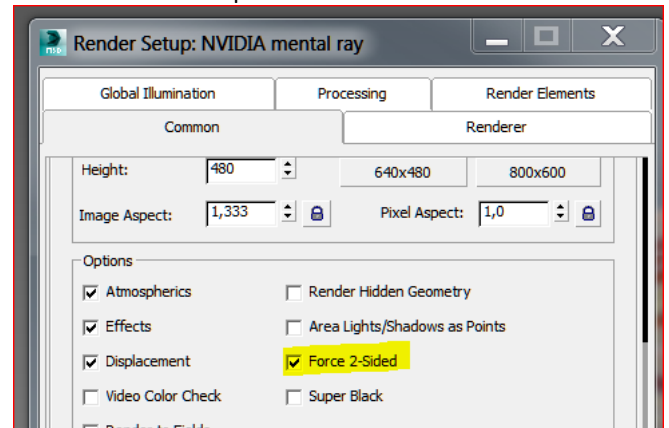 Render Setup: NVIDIA mental ray
Global Illumination Processing Render Elements
Common Renderer
Height: 480 640x480 800x600
Image Aspect: 1,333 Pixel Aspect: 1,0
Options
Atmospherics Render Hidden Geometry
Effects Area Lights/Shadows as Points
Displacement Force 2-Sided
Video Color Check Super Black